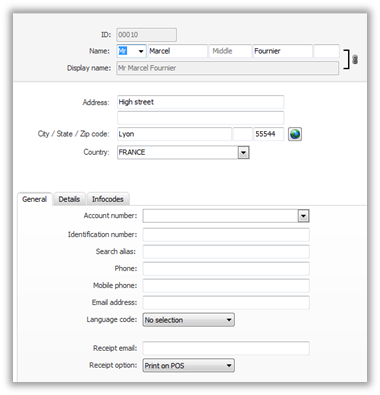 ID: 00010
Name: Mr Marcel Middle Fournier
Display name: Mr Marcel Fournier
Address: High street
City / State / Zip code: Lyon 55544
Country: FRANCE
General Details Infocodes
Account number:
Identification number:
Search alias:
Phone:
Mobile phone:
Email address:
Language code: No selection
Receipt email:
Receipt option: Print on POS